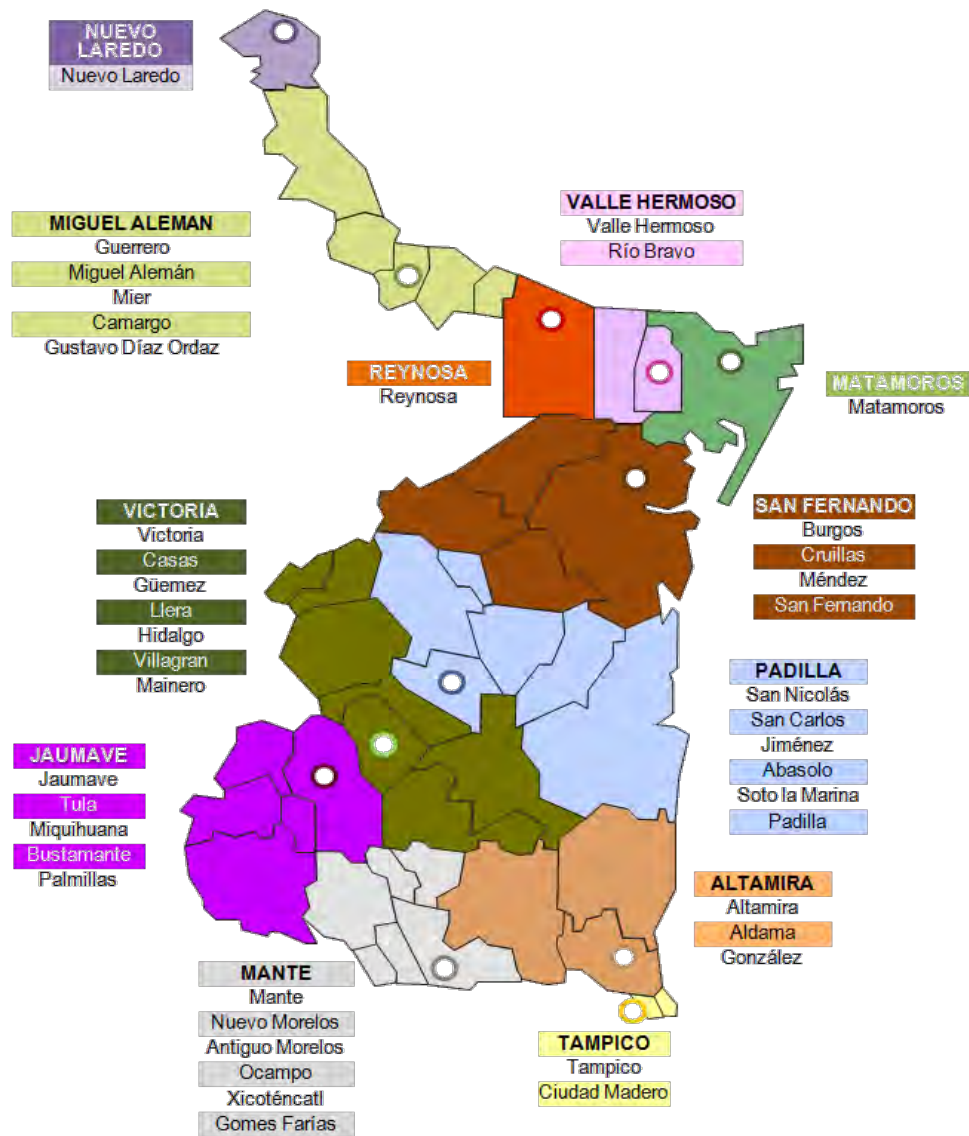 NUEVO
LAREDO
Nuevo Laredo
MIGUEL ALEMAN
Guerrero
Miguel Alemán
Mier
Camargo
Gustavo Díaz Ordaz
VALLE HERMOSO
Valle Hermoso
Río Bravo
REYNOSA
Reynosa
MATAMOROS
Matamoros
VICTORIA
Victoria
Casas
Güemez
Llera
Hidalgo
Villagran
Mainero
SAN FERNANDO
Burgos
Cruillas
Méndez
San Fernando
PADILLA
San Nicolás
San Carlos
Jiménez
Abasolo
Soto la Marina
Padilla
JAUMAVE
Jaumave
Tula
Miquihuana
Bustamante
Palmillas
ALTAMIRA
Altamira
Aldama
González
MANTE
Mante
Nuevo Morelos
Antiguo Morelos
Ocampo
Xicoténcatl
Gomes Farías
TAMPICO
Tampico
Ciudad Madero